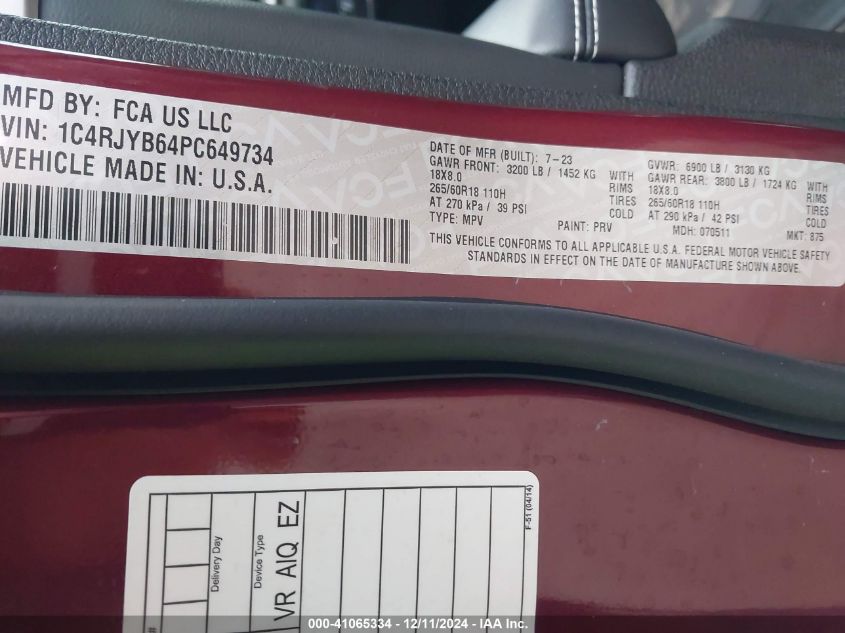 MFD BY: FCA US LLC
VIN: 1C4RJYB64PC649734
VEHICLE MADE IN: U.S.A.
DATE OF MFR (BUILT): 7-23 GVWR: 6900 LB / 3130 KG
GAWR FRONT: 3200 LB / 1452 KG WITH GAWR REAR: 3800 LB / 1724 KG WITH
18X8.0 RIMS 18X8.0 RIMS
265/60R18 110H TIRES 265/60R18 110H TIRES
AT 270 kPa / 39 PSI COLD AT 290 kPa / 42 PSI COLD
TYPE: MPV PAINT: PRV MDH: 070511 MKT: 875
THIS VEHICLE CONFORMS TO ALL APPLICABLE U.S.A. FEDERAL MOTOR VEHICLE SAFETY
STANDARDS IN EFFECT ON THE DATE OF MANUFACTURE SHOWN ABOVE.
Delivery Day
Device Type
VR AIQ EZ
F-51 (04/14)
000-41065334 - 12/11/2024 - IAA Inc.